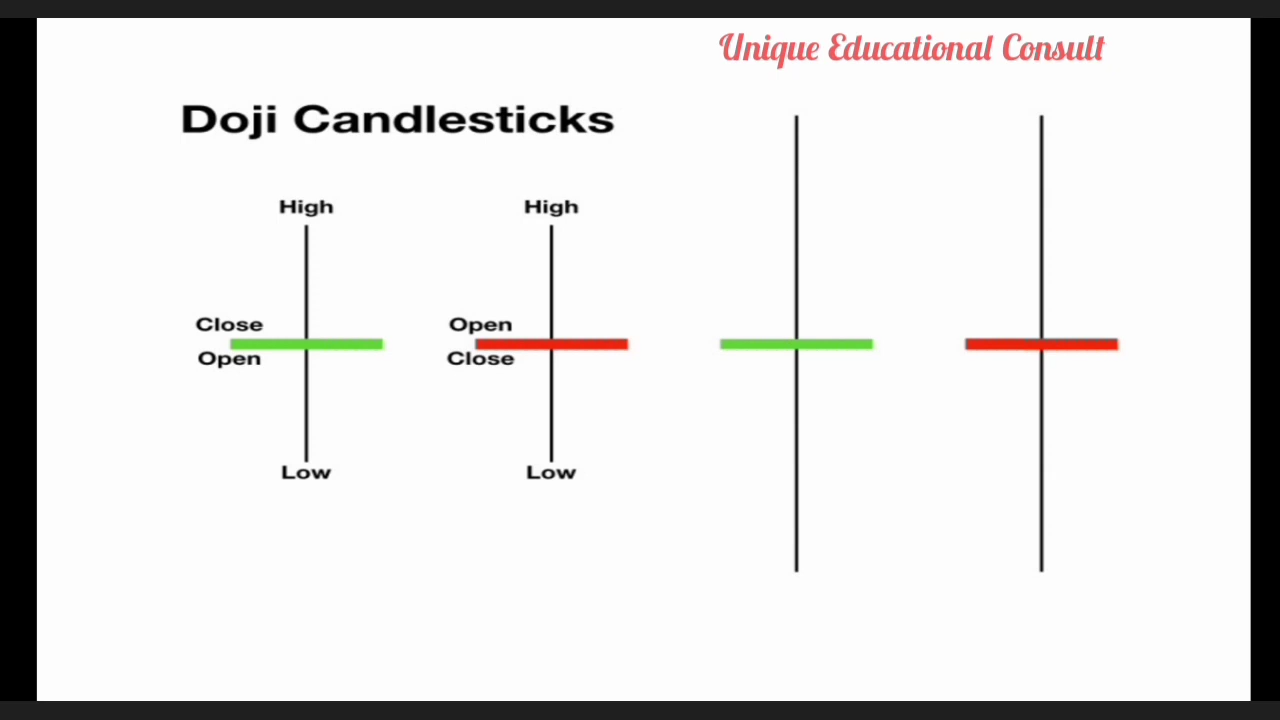 Unique Educational Consult
Doji Candlesticks
High
High
Close
Open
Open
Close
Low
Low